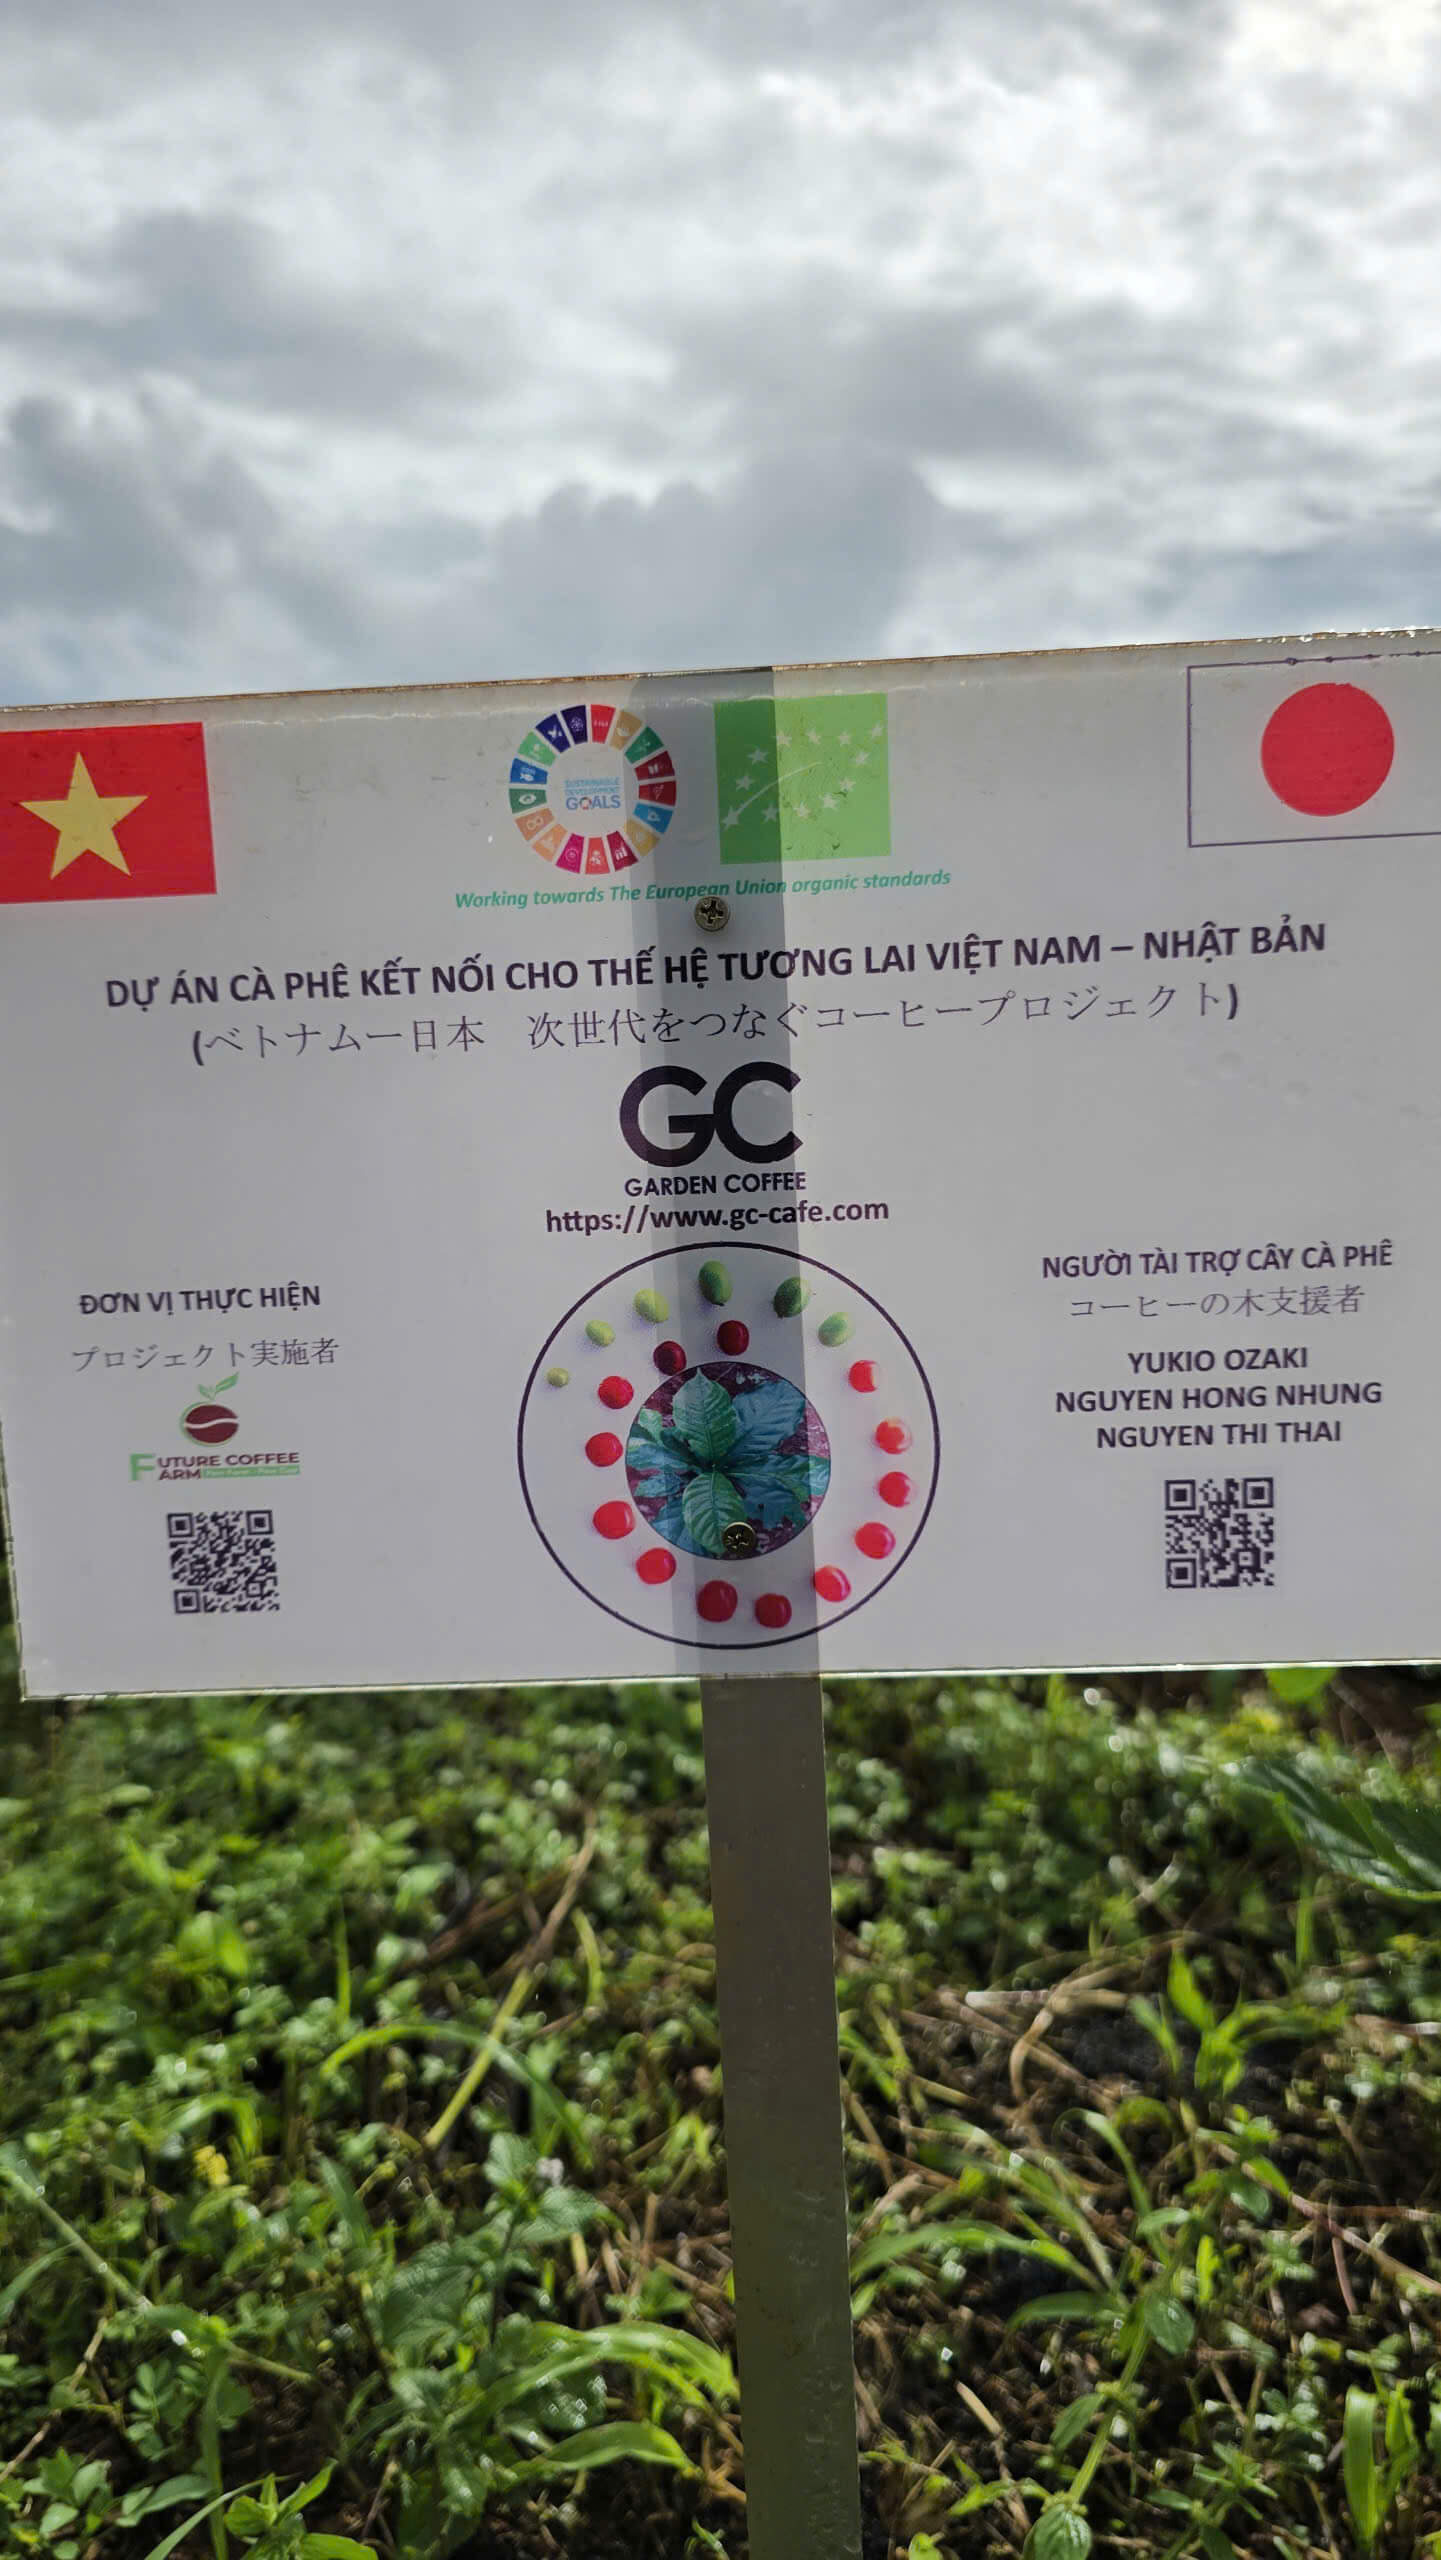 SUSTAINABLE
DEVELOPMENT
GOALS
Working towards The European Union organic standards
DỰ ÁN CÀ PHÊ KẾT NỐI CHO THẾ HỆ TƯƠNG LAI VIỆT NAM – NHẬT BẢN
(ベトナムー日本 次世代をつなぐコーヒープロジェクト)
GC
GARDEN COFFEE
https://www.gc-cafe.com
ĐƠN VỊ THỰC HIỆN
プロジェクト実施者
FUTURE COFFEE
FARM
NGƯỜI TÀI TRỢ CÂY CÀ PHÊ
コーヒーの木支援者
YUKIO OZAKI
NGUYEN HONG NHUNG
NGUYEN THI THAI